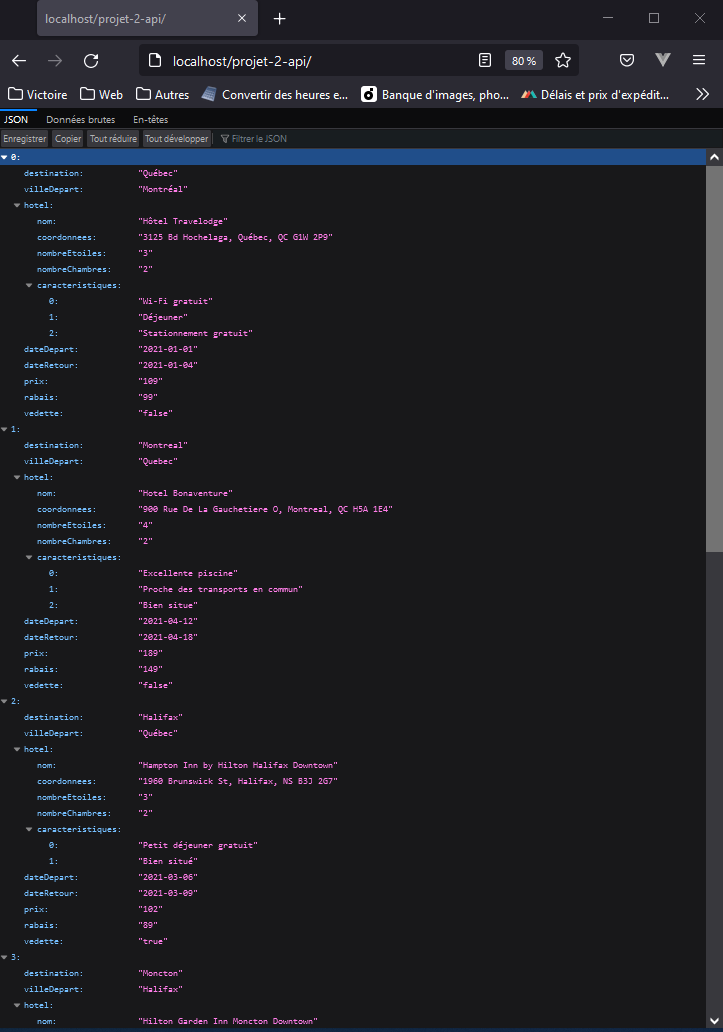 localhost/projet-2-api/
localhost/projet-2-api/ 80 %
Victoire Web Autres Convertir des heures e... Banque d'images, pho... Délais et prix d'expédit...
JSON Données brutes En-têtes
Enregistrer Copier Tout réduire Tout développer Filtrer le JSON
0:
destination: "Québec"
villeDepart: "Montréal"
hotel:
nom: "Hôtel Travelodge"
coordonnees: "3125 Bd Hochelaga, Québec, QC G1W 2P9"
nombreEtoiles: "3"
nombreChambres: "2"
caracteristiques:
0: "Wi-Fi gratuit"
1: "Déjeuner"
2: "Stationnement gratuit"
dateDepart: "2021-01-01"
dateRetour: "2021-01-04"
prix: "109"
rabais: "99"
vedette: "false"
1:
destination: "Montreal"
villeDepart: "Quebec"
hotel:
nom: "Hotel Bonaventure"
coordonnees: "900 Rue De La Gauchetiere O, Montreal, QC H5A 1E4"
nombreEtoiles: "4"
nombreChambres: "2"
caracteristiques:
0: "Excellente piscine"
1: "Proche des transports en commun"
2: "Bien situe"
dateDepart: "2021-04-12"
dateRetour: "2021-04-18"
prix: "189"
rabais: "149"
vedette: "false"
2:
destination: "Halifax"
villeDepart: "Québec"
hotel:
nom: "Hampton Inn by Hilton Halifax Downtown"
coordonnees: "1960 Brunswick St, Halifax, NS B3J 2G7"
nombreEtoiles: "3"
nombreChambres: "2"
caracteristiques:
0: "Petit déjeuner gratuit"
1: "Bien situé"
dateDepart: "2021-03-06"
dateRetour: "2021-03-09"
prix: "102"
rabais: "89"
vedette: "true"
3:
destination: "Moncton"
villeDepart: "Halifax"
hotel:
nom: "Hilton Garden Inn Moncton Downtown"